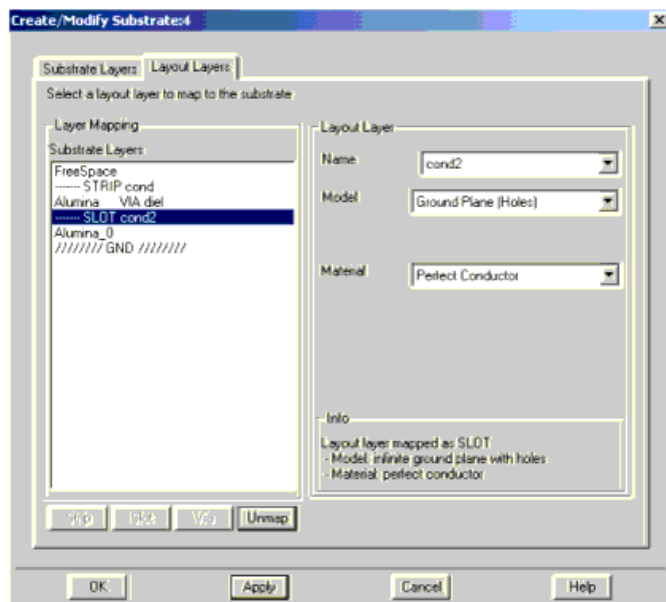 Create/Modify Substrate:4
Substrate Layers
Layout Layers
Select a layout layer to map to the substrate
Layer Mapping
Substrate Layers
FreeSpace
------ STRIP cond
Alumina VIA diel
------ SLOT cond2
Alumina_0
//////// GND ////////
Strip
Via
Unmap
Layout Layer
Name
cond2
Model
Ground Plane (Holes)
Material
Perfect Conductor
Info
Layout layer mapped as SLOT
- Model: infinite ground plane with holes
- Material: perfect conductor
OK
Apply
Cancel
Help